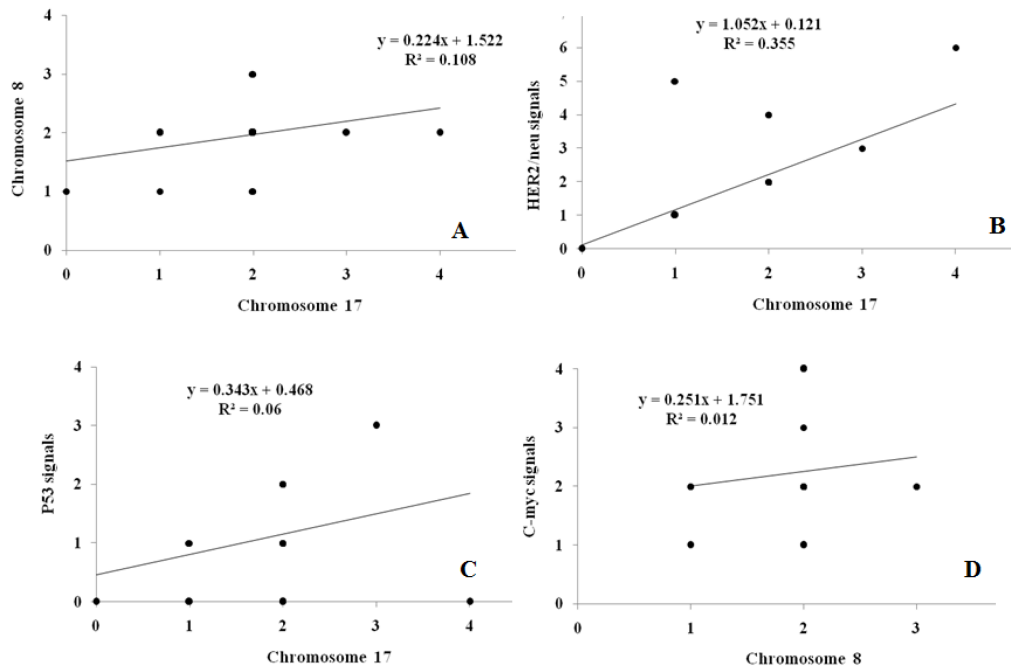 4
3
2
1
0
Chromosome 8
y = 0.224x + 1.522
R² = 0.108
A
0 1 2 3 4
Chromosome 17
6
5
4
3
2
1
0
HER2/neu signals
y = 1.052x + 0.121
R² = 0.355
B
0 1 2 3 4
Chromosome 17
4
3
2
1
0
P53 signals
y = 0.343x + 0.468
R² = 0.06
C
0 1 2 3 4
Chromosome 17
4
3
2
1
0
C-myc signals
y = 0.251x + 1.751
R² = 0.012
D
0 1 2 3
Chromosome 8